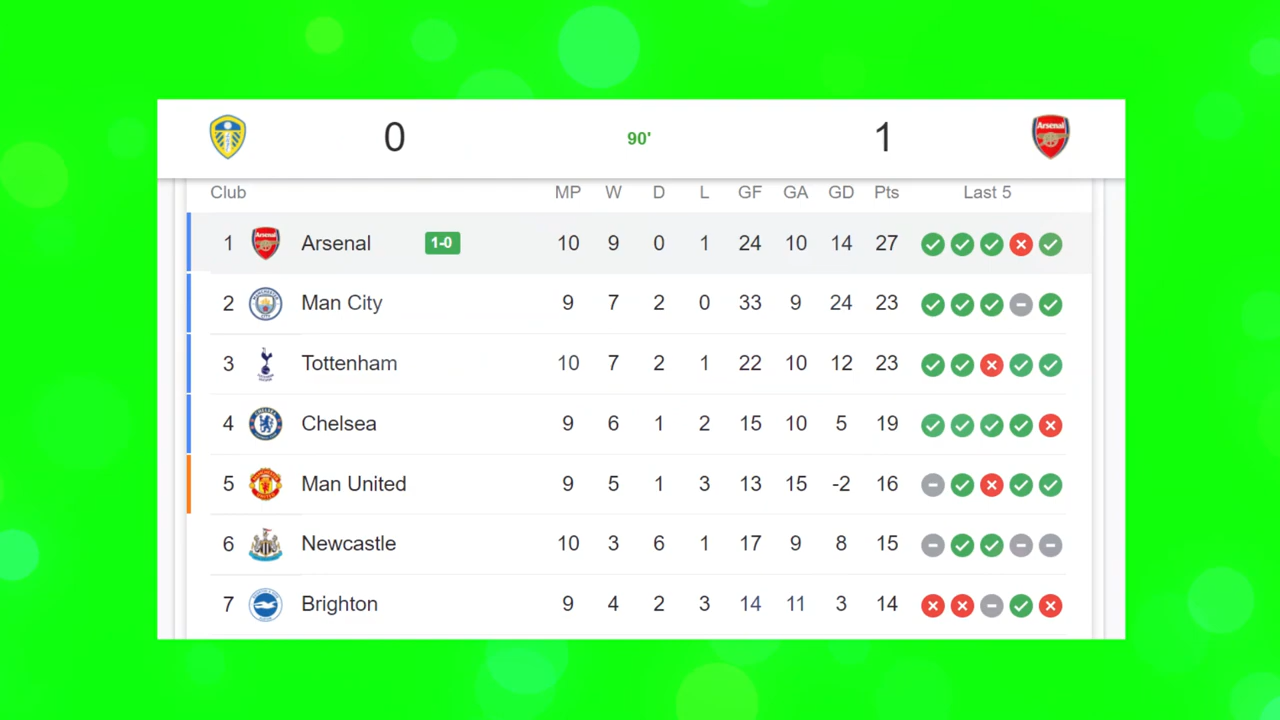 0 90' 1
Club MP W D L GF GA GD Pts Last 5
1 Arsenal Arsenal 1-0 10 9 0 1 24 10 14 27
2 Man City 9 7 2 0 33 9 24 23
3 Tottenham 10 7 2 1 22 10 12 23
4 Chelsea 9 6 1 2 15 10 5 19
5 Man United 9 5 1 3 13 15 -2 16
6 Newcastle 10 3 6 1 17 9 8 15
7 Brighton 9 4 2 3 14 11 3 14